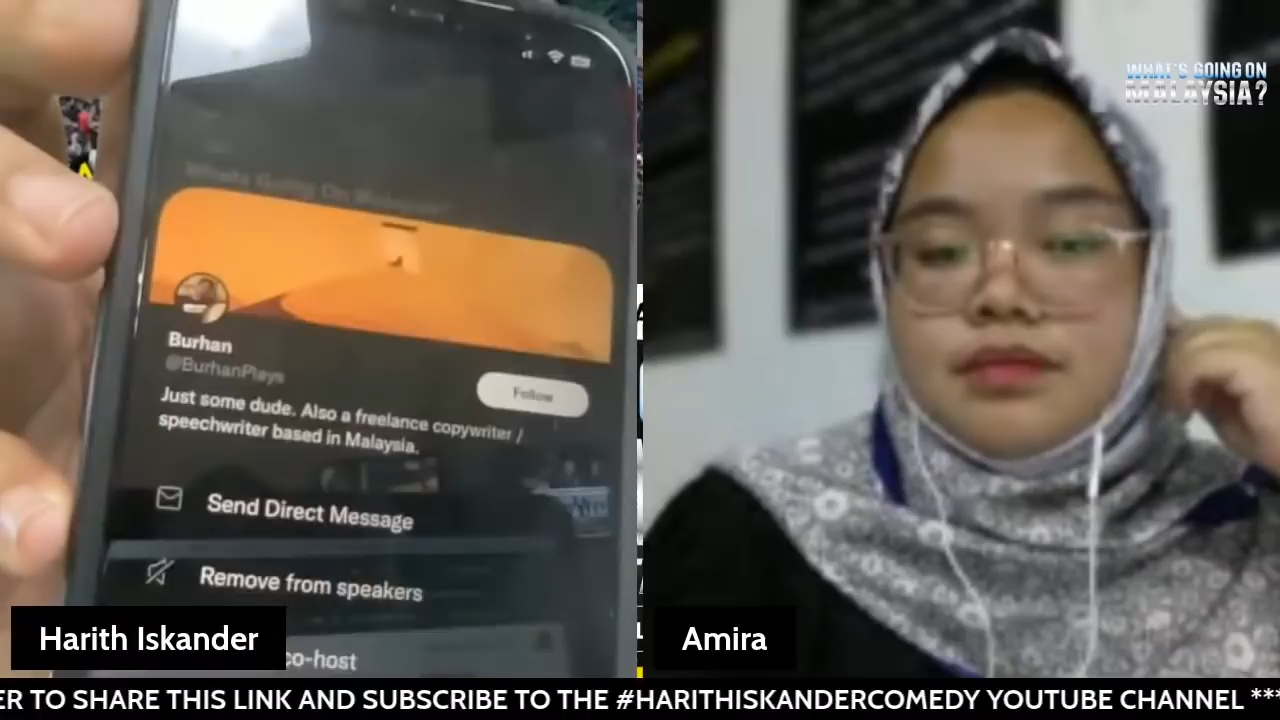 WHAT'S GOING ON
MALAYSIA?
Burhan
@BurhanPlays
Follow
Just some dude. Also a freelance copywriter /
speechwriter based in Malaysia.
Send Direct Message
Remove from speakers
co-host
Harith Iskander
Amira
ER TO SHARE THIS LINK AND SUBSCRIBE TO THE #HARITHISKANDERCOMEDY YOUTUBE CHANNEL ***